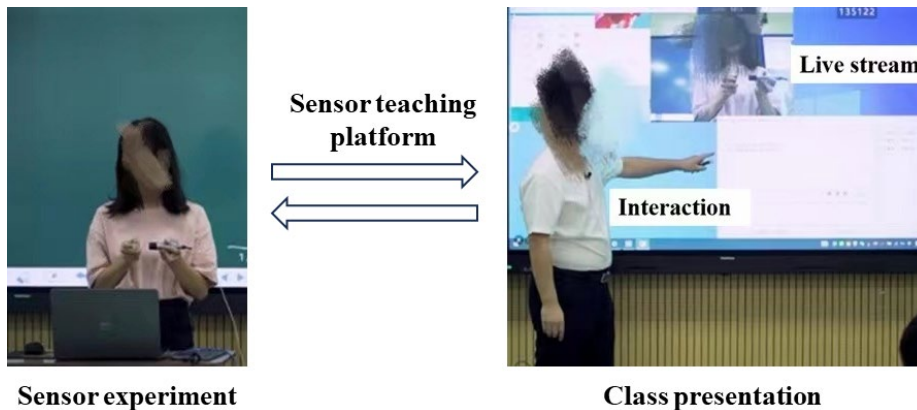 135122
Live stream
Sensor teaching
platform
Interaction
Sensor experiment
Class presentation